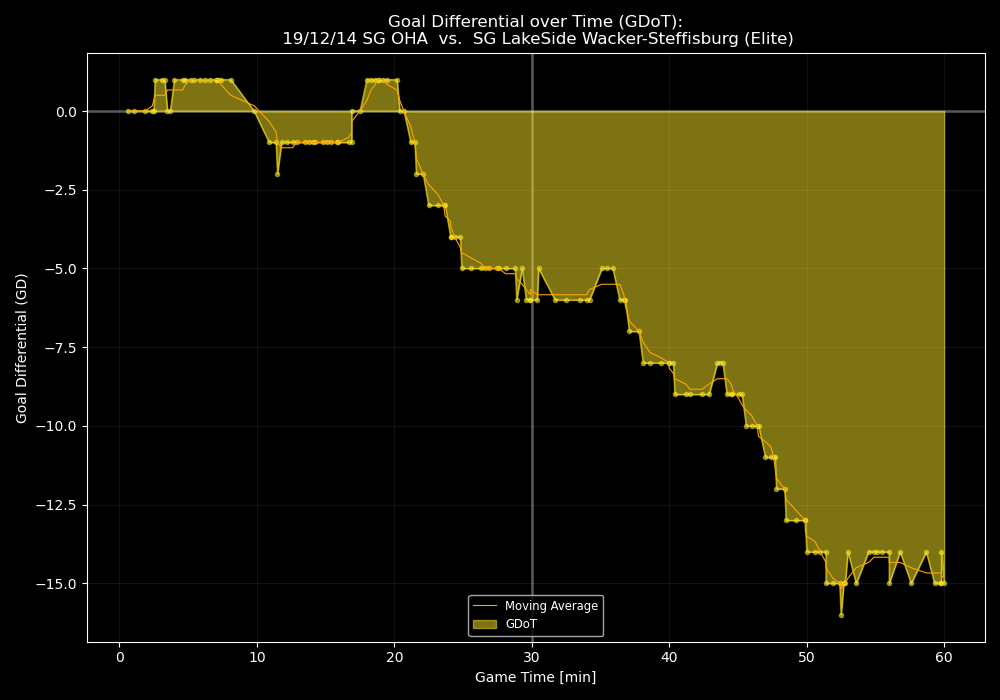 Goal Differential over Time (GDoT):
19/12/14 SG OHA  vs.  SG LakeSide Wacker-Steffisburg (Elite)
Goal Differential (GD)
0.0
−2.5
−5.0
−7.5
−10.0
−12.5
−15.0
Moving Average
GDoT
0 10 20 30 40 50 60
Game Time [min]